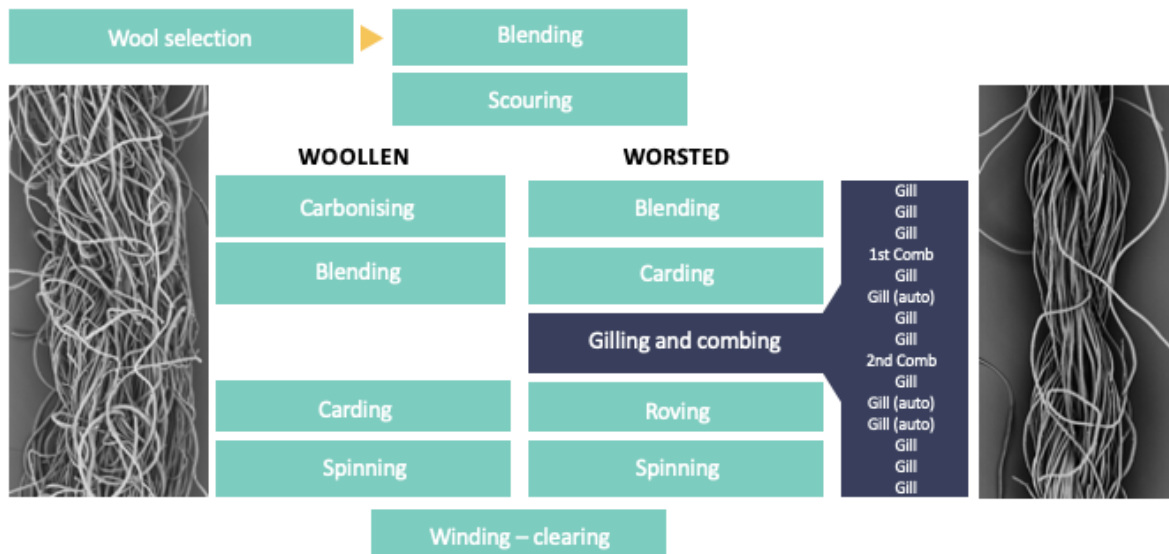 Wool selection
Blending
Scouring
WOOLLEN
WORSTED
Carbonising
Blending
Blending
Carding
Gilling and combing
Carding
Roving
Spinning
Spinning
Gill
Gill
Gill
1st Comb
Gill
Gill (auto)
Gill
Gill
2nd Comb
Gill
Gill (auto)
Gill (auto)
Gill
Gill
Gill
Winding – clearing